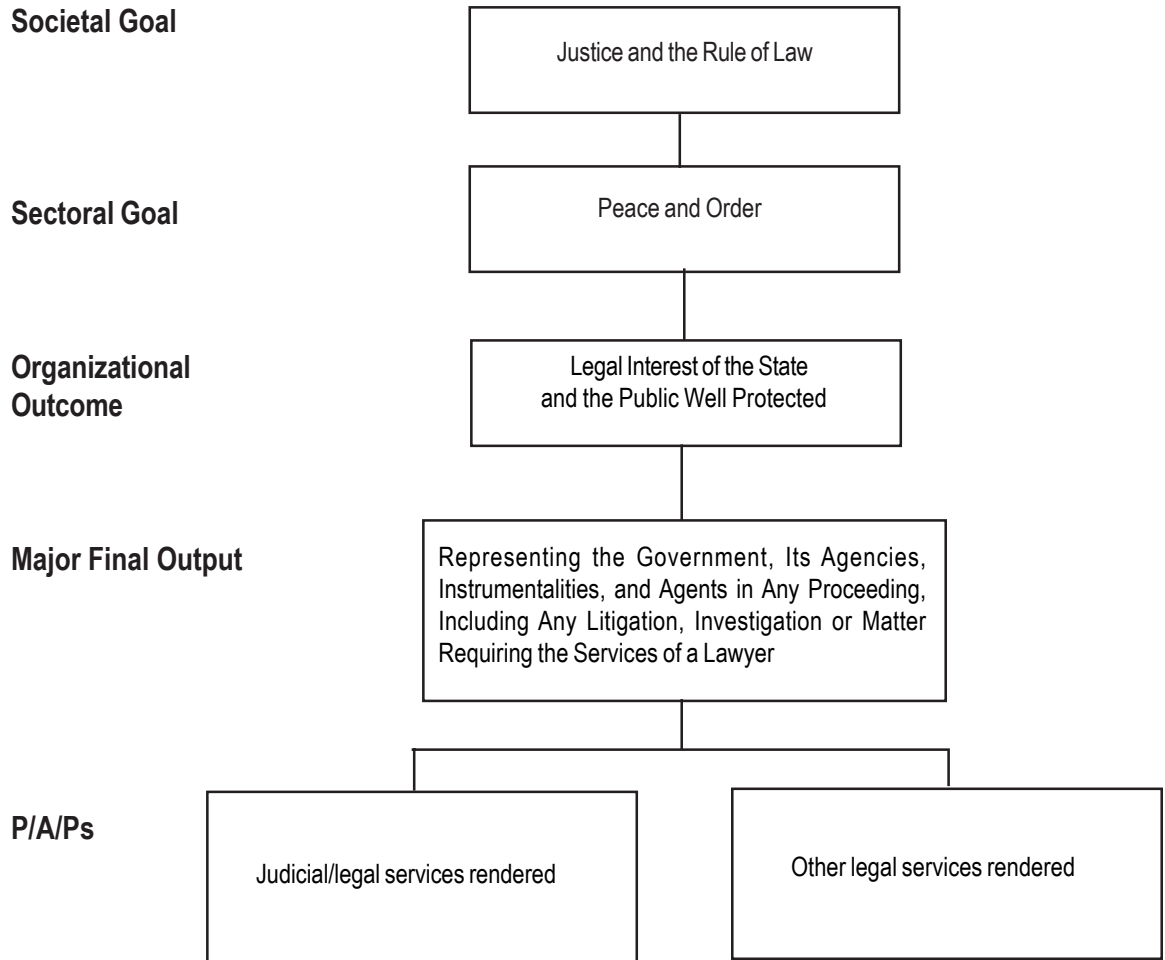 Societal Goal
Justice and the Rule of Law
Sectoral Goal
Peace and Order
Organizational
Outcome
Legal Interest of the State
and the Public Well Protected
Major Final Output
Representing the Government, Its Agencies,
Instrumentalities, and Agents in Any Proceeding,
Including Any Litigation, Investigation or Matter
Requiring the Services of a Lawyer
P/A/Ps
Judicial/legal services rendered
Other legal services rendered